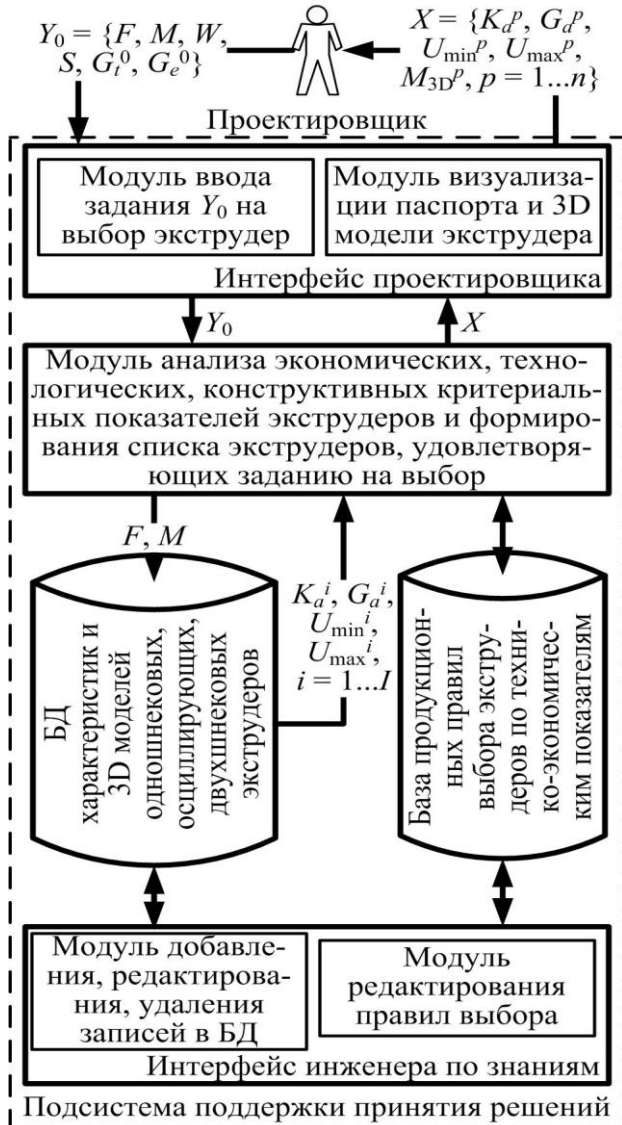 Y₀ = {F, M, W,
S, Gₜ⁰, Gₑ⁰}
X = {K_d^p, G_d^p,
U_min^p, U_max^p,
M_3D^p, p = 1...n}
Проектировщик
Модуль ввода
задания Y₀ на
выбор экструдер
Модуль визуализа-
ции паспорта и 3D
модели экструдера
Интерфейс проектировщика
Y₀
X
Модуль анализа экономических, техно-
логических, конструктивных критериаль-
ных показателей экструдеров и формиро-
вания списка экструдеров, удовлетворя-
ющих заданию на выбор
F, M
K_a^i, G_a^i,
U_min^i,
U_max^i,
i = 1...I
БД
характеристик и
3D моделей
одношнековых,
осциллирующих,
двухшнековых
экструдеров
База продукцион-
ных правил
выбора экстру-
деров по техни-
ко-экономичес-
ким показателям
Модуль добавле-
ния, редактирова-
ния, удаления
записей в БД
Модуль
редактирования
правил выбора
Интерфейс инженера по знаниям
Подсистема поддержки принятия решений